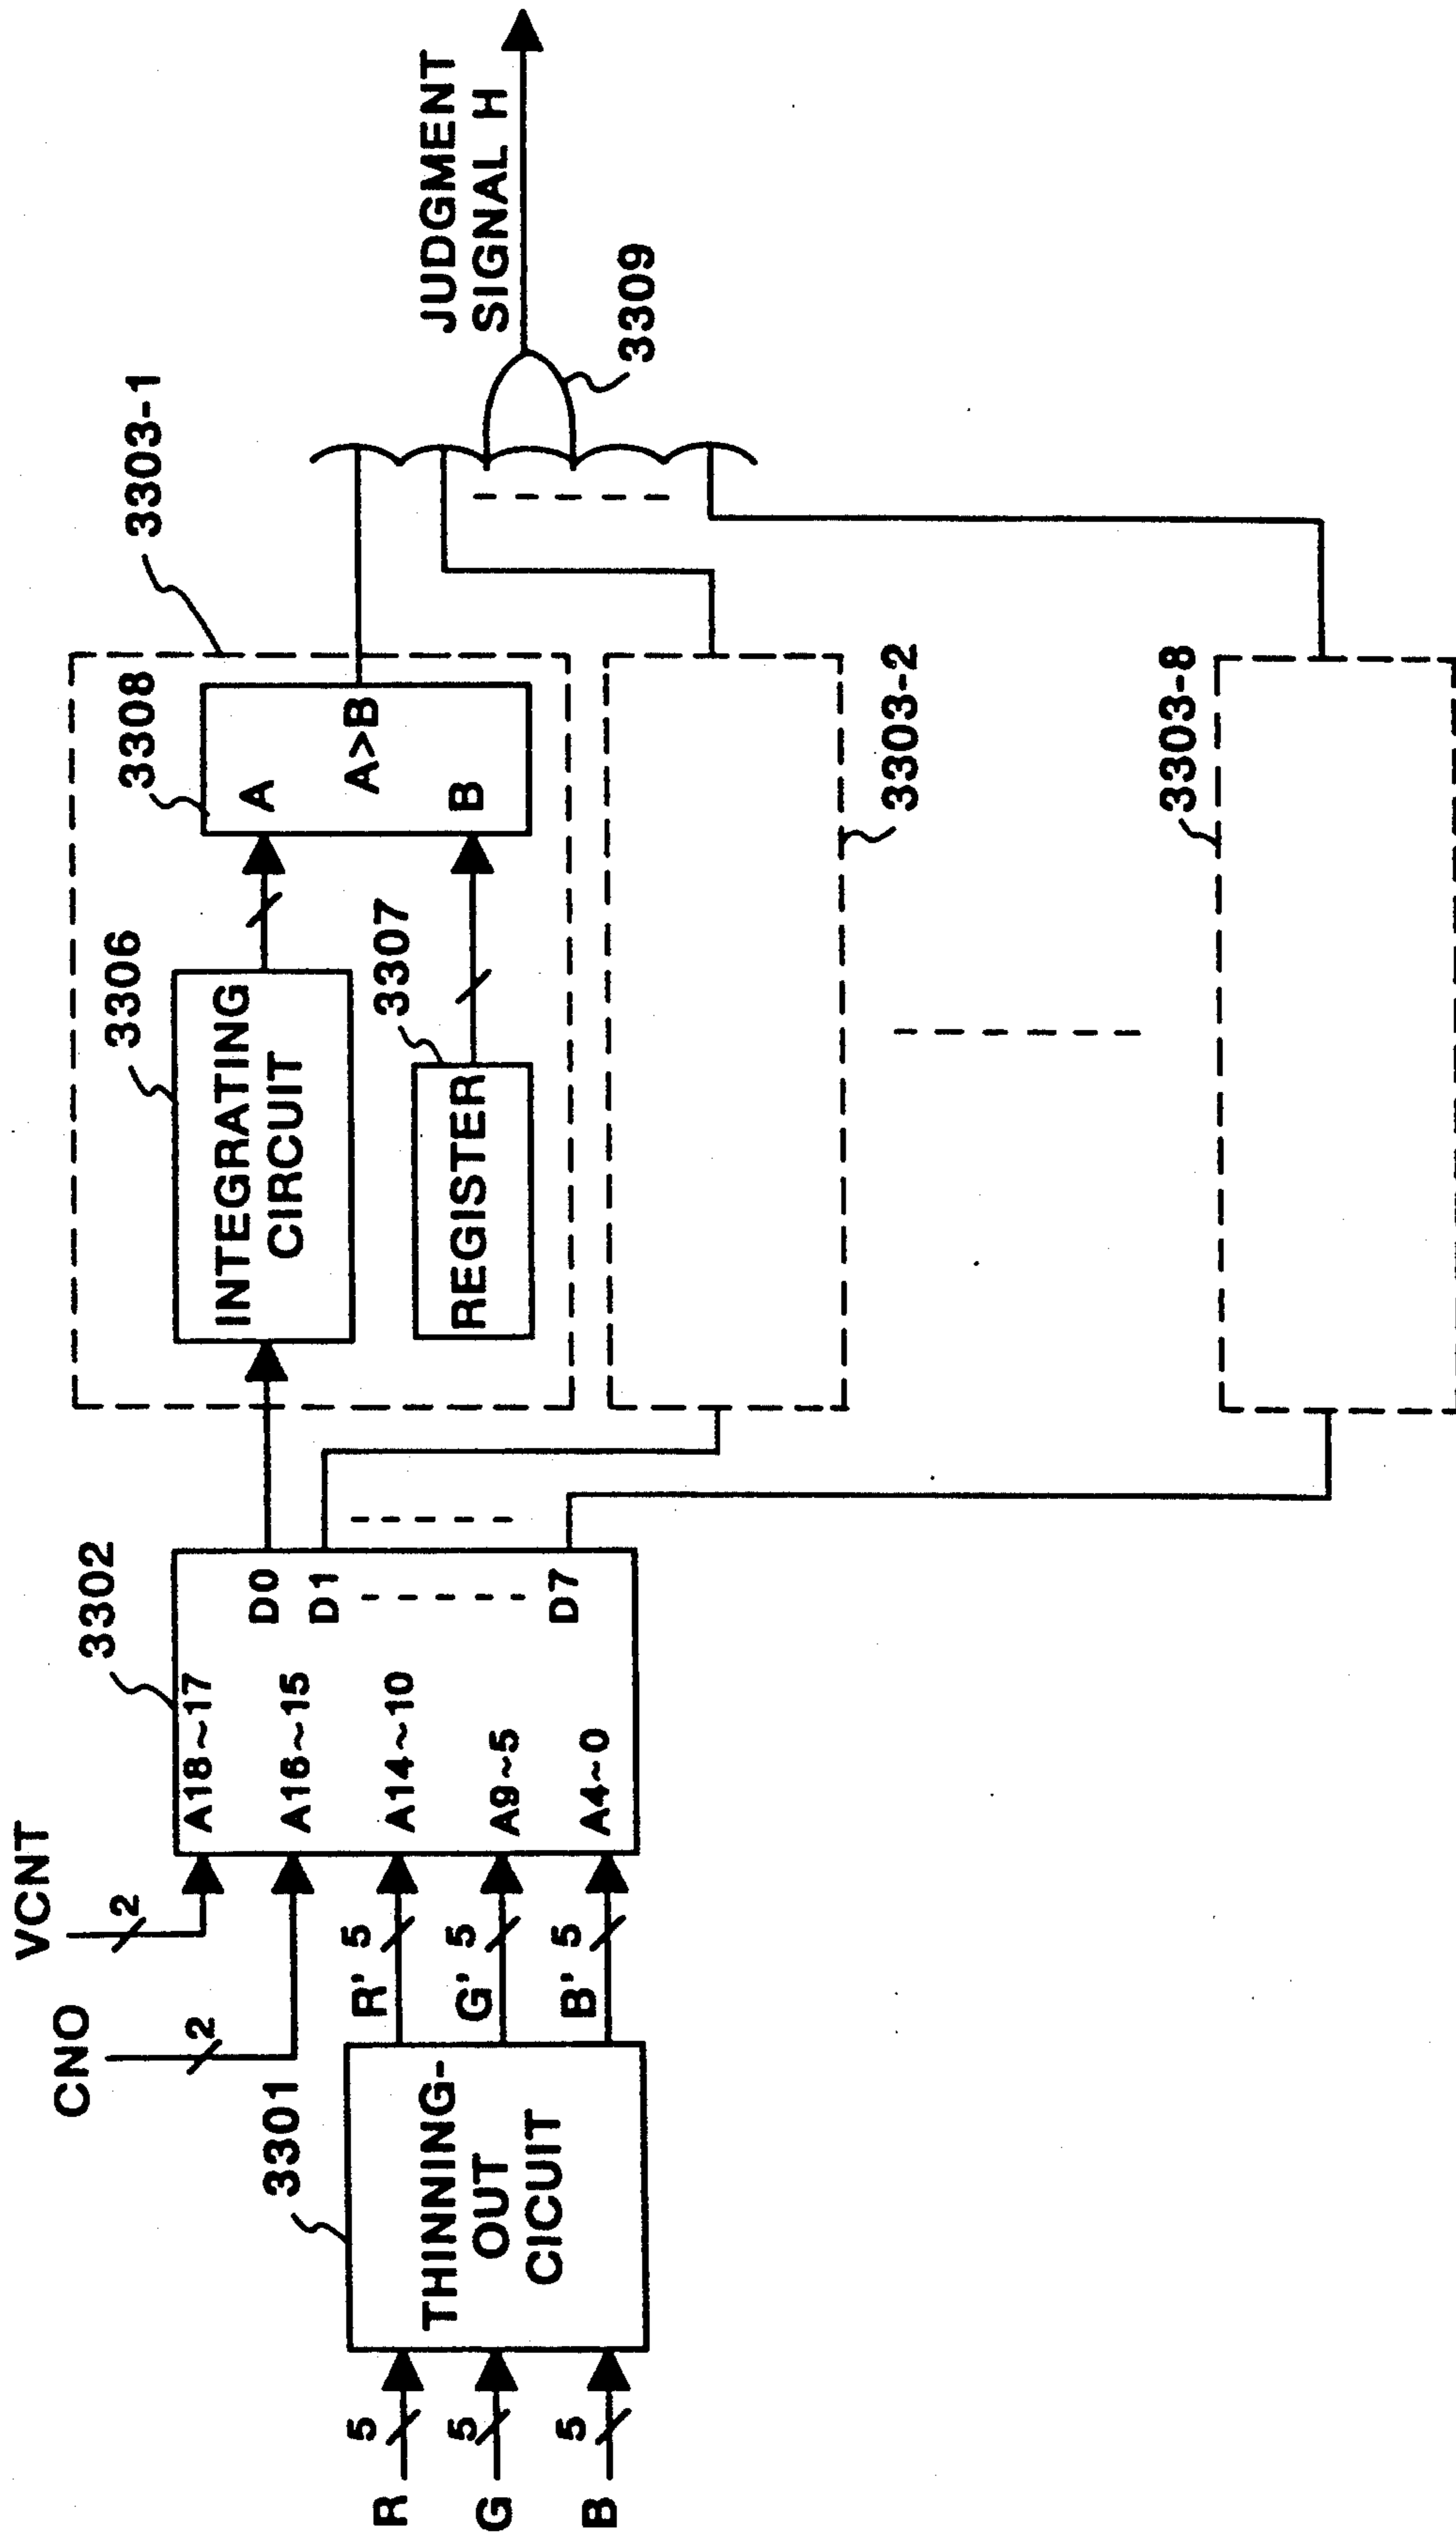 VCNT
2
CNO
2
R
5
G
5
B
5
3301
THINNING-
OUT
CICUIT
R' 5
G' 5
B' 5
3302
A18~17
A16~15
A14~10
A9~5
A4~0
D0
D1
D7
3303-1
3306
INTEGRATING
CIRCUIT
3307
REGISTER
3308
A
A>B
B
3303-2
3303-8
3309
JUDGMENT
SIGNAL H